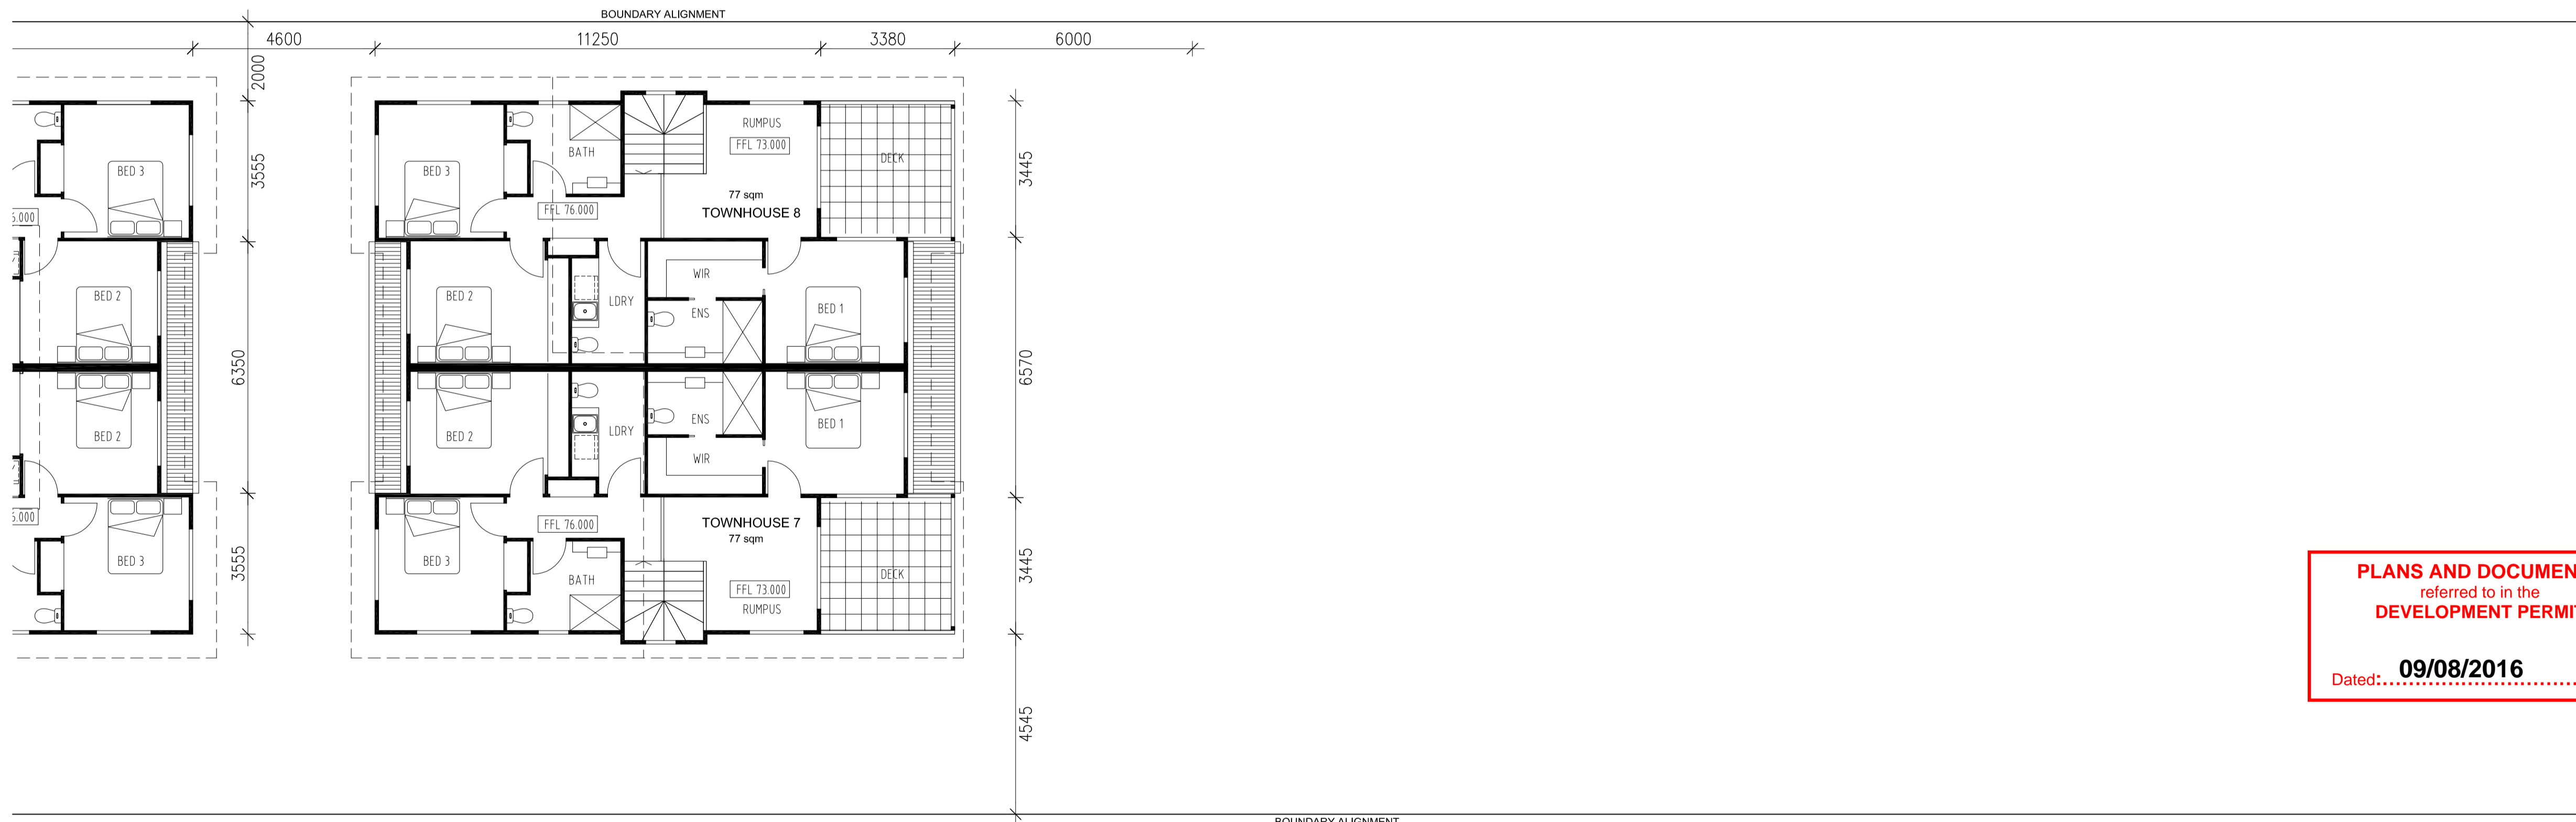 BOUNDARY ALIGNMENT
4600
11250
3380
6000
2000
3555
6350
3555
3445
6570
3445
4545
BED 3
BED 2
BED 2
BED 3
BED 3
BATH
RUMPUS
FFL 73.000
DECK
77 sqm
TOWNHOUSE 8
FFL 76.000
BED 2
LDRY
WIR
ENS
BED 1
BED 2
LDRY
ENS
WIR
BED 1
FFL 76.000
TOWNHOUSE 7
77 sqm
BED 3
BATH
FFL 73.000
RUMPUS
DECK
PLANS AND DOCUMEN
referred to in the
DEVELOPMENT PERMIT
Dated: 09/08/2016
BOUNDARY ALIGNMENT